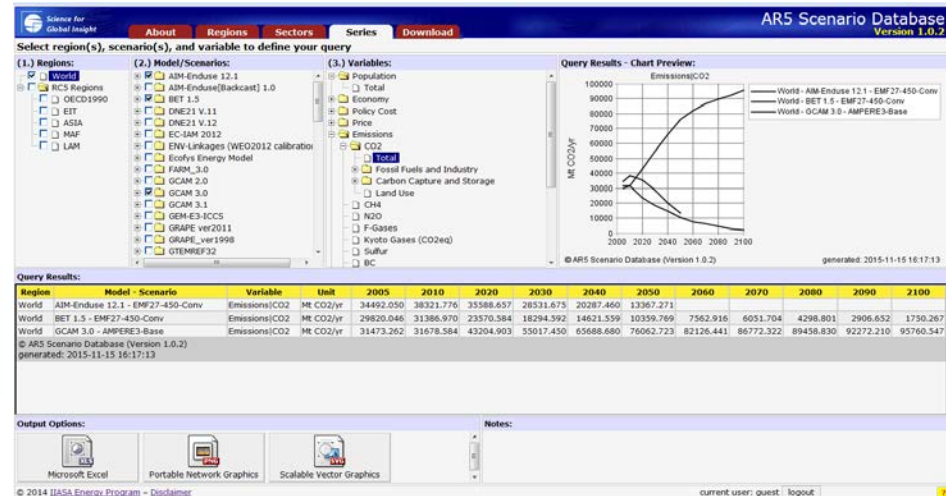 Science for
Global Insight
About Regions Sectors Series Download
AR5 Scenario Database
Version 1.0.2
Select region(s), scenario(s), and variable to define your query
(1.) Regions:
World
RC5 Regions
OECD1990
EIT
ASIA
MAF
LAM
(2.) Model/Scenarios:
AIM-Enduse 12.1
AIM-Enduse[Backcast] 1.0
BET 1.5
DNE21 V.11
DNE21 V.12
EC-IAM 2012
ENV-Linkages (WEO2012 calibration
Ecofys Energy Model
FARM_3.0
GCAM 2.0
GCAM 3.0
GCAM 3.1
GEM-E3-ICCS
GRAPE ver2011
GRAPE_ver1998
GTEMREF32
(3.) Variables:
Population
Total
Economy
Policy Cost
Price
Emissions
CO2
Total
Fossil Fuels and Industry
Carbon Capture and Storage
Land Use
CH4
N2O
F-Gases
Kyoto Gases (CO2eq)
Sulfur
BC
Query Results - Chart Preview:
Emissions|CO2
World - AIM-Enduse 12.1 - EMF27-450-Conv
World - BET 1.5 - EMF27-450-Conv
World - GCAM 3.0 - AMPERE3-Base
Mt CO2/yr
100000
90000
80000
70000
60000
50000
40000
30000
20000
10000
0
2000 2020 2040 2060 2080 2100
© AR5 Scenario Database (Version 1.0.2) generated: 2015-11-15 16:17:13
Query Results:
Region Model - Scenario Variable Unit 2005 2010 2020 2030 2040 2050 2060 2070 2080 2090 2100
World AIM-Enduse 12.1 - EMF27-450-Conv Emissions|CO2 Mt CO2/yr 34492.050 38321.776 35588.657 28531.675 20287.460 13367.271
World BET 1.5 - EMF27-450-Conv Emissions|CO2 Mt CO2/yr 29820.046 31386.970 23570.584 18294.592 14621.559 10359.769 7562.916 6051.704 4298.801 2906.652 1750.267
World GCAM 3.0 - AMPERE3-Base Emissions|CO2 Mt CO2/yr 31473.262 31678.584 43204.903 55017.450 65688.680 76062.723 82126.441 86772.322 89458.830 92272.210 95760.547
© AR5 Scenario Database (Version 1.0.2)
generated: 2015-11-15 16:17:13
Output Options:
Notes:
Microsoft Excel Portable Network Graphics Scalable Vector Graphics
© 2014 IIASA Energy Program - Disclaimer
current user: guest logout
?